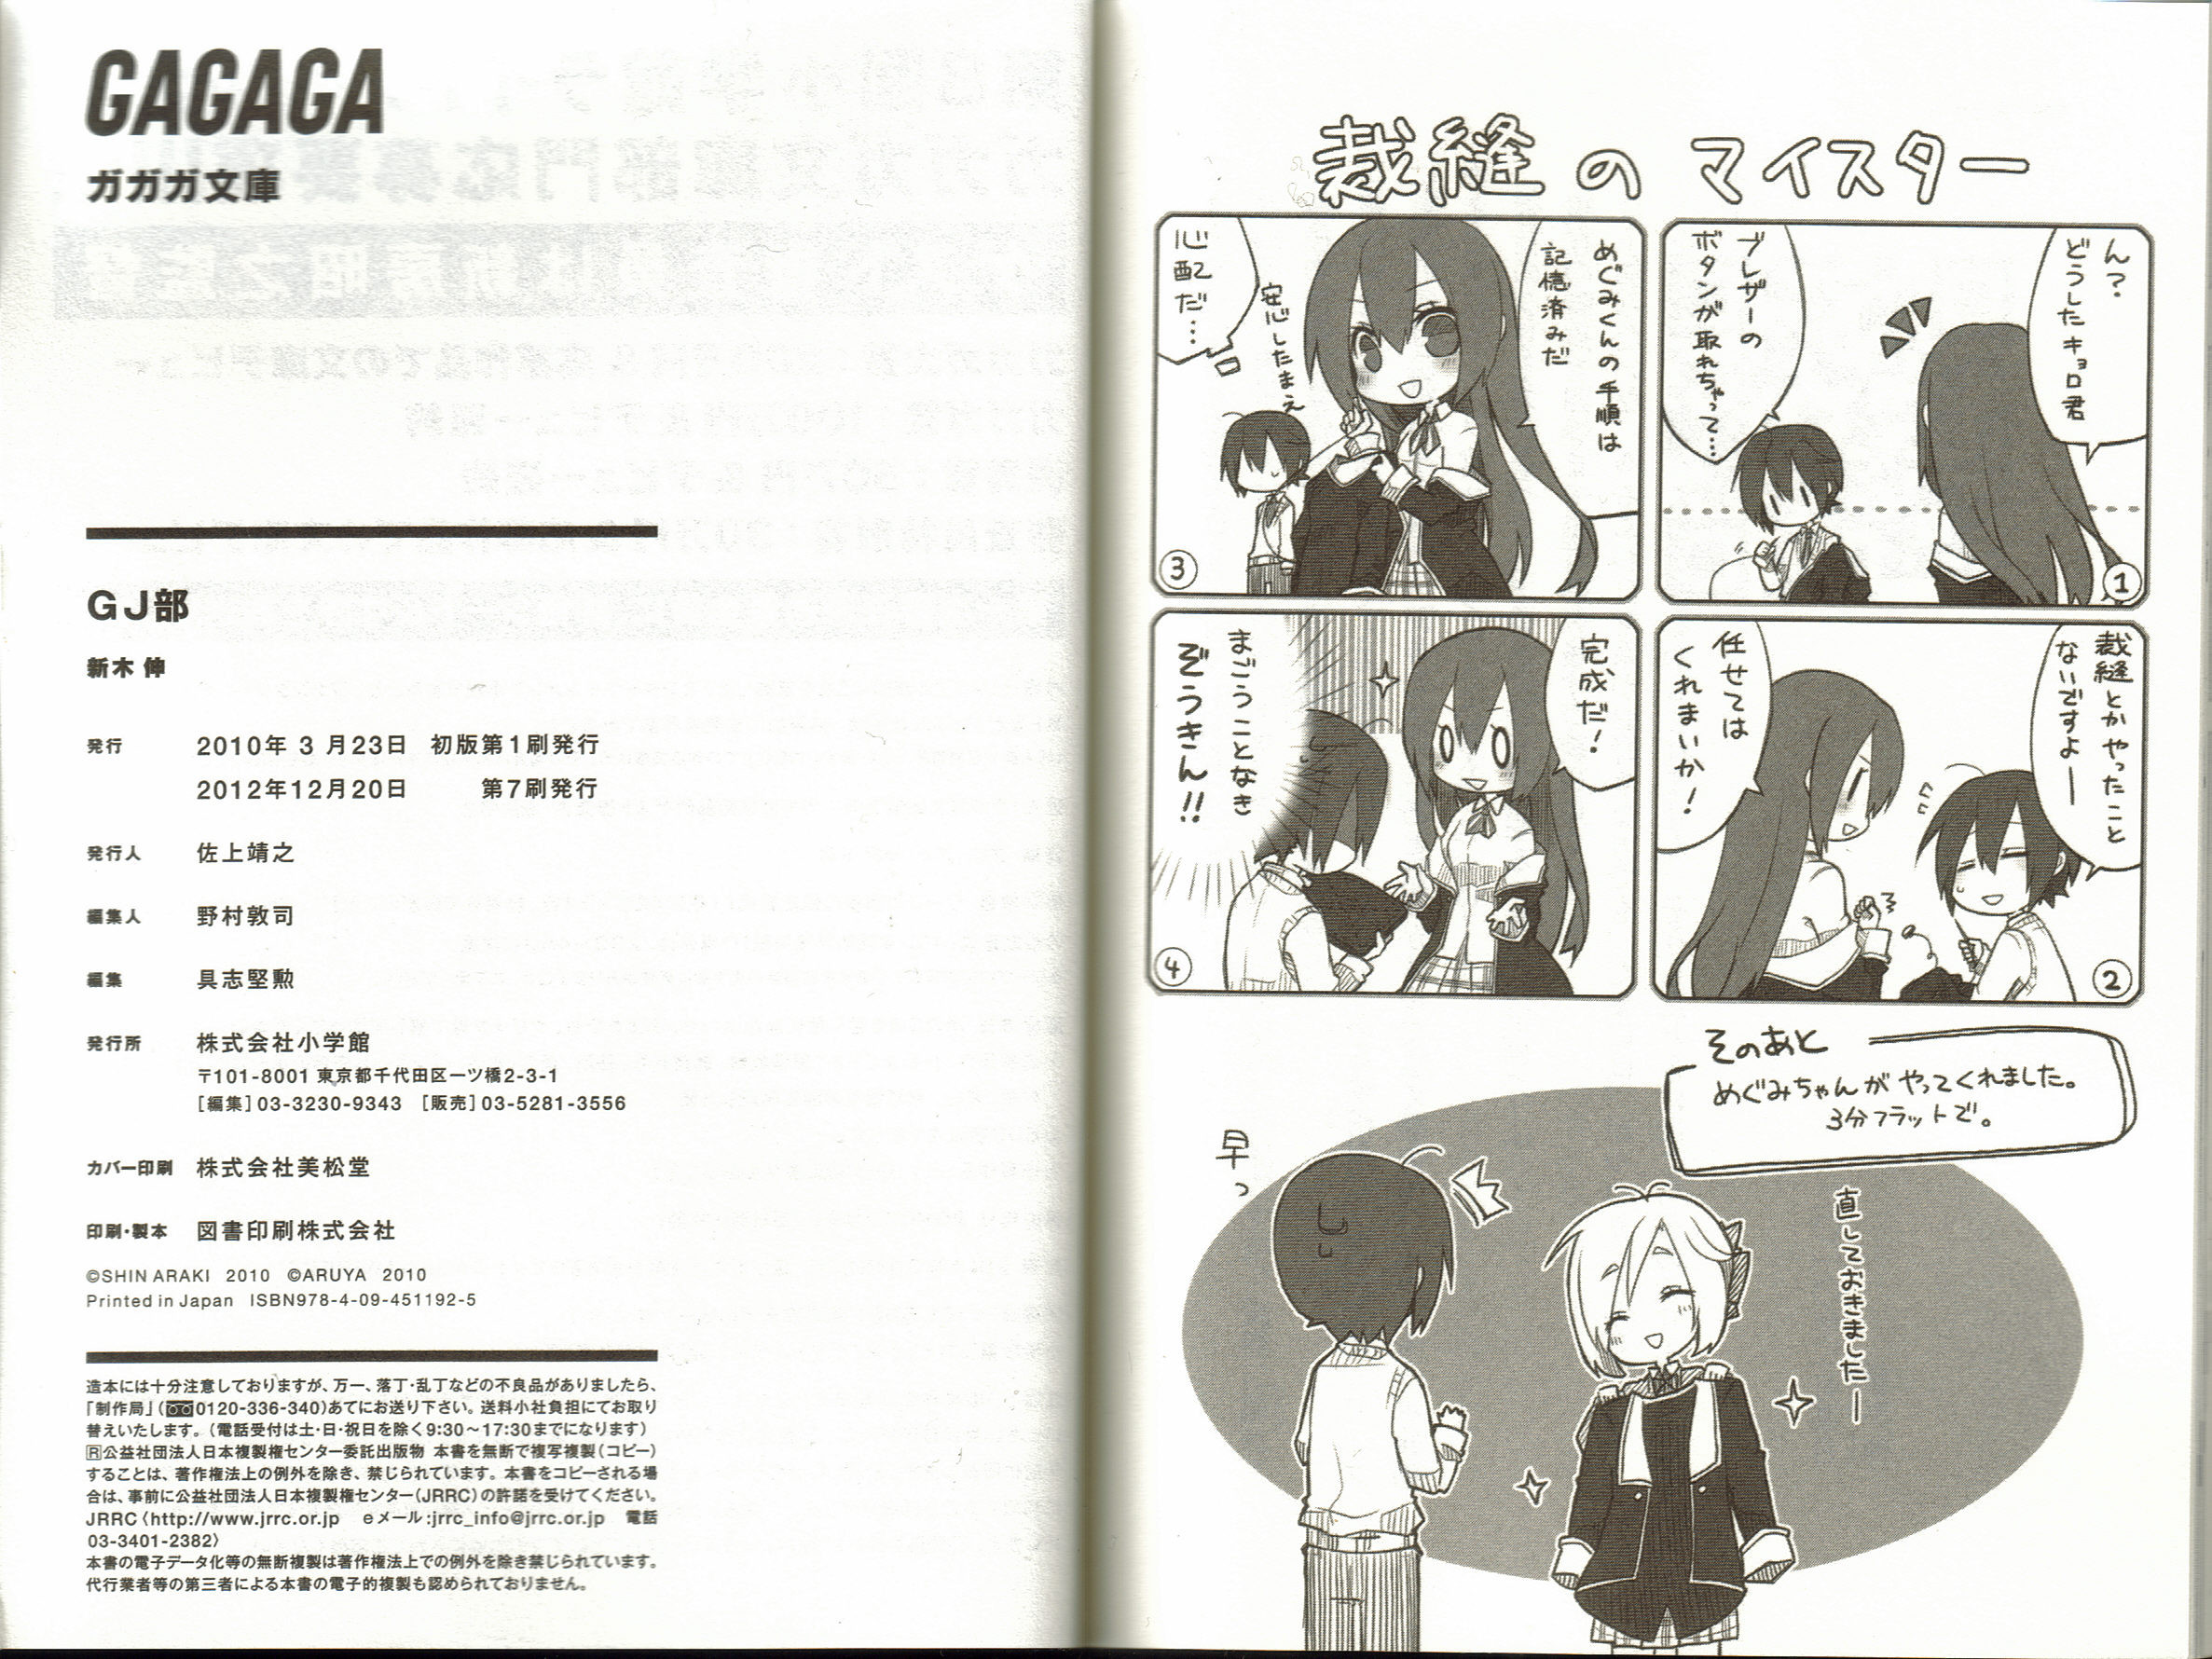 GAGAGA
ガガガ文庫
GJ部
新木 伸
発行 2010年 3 月23日 初版第1刷発行
2012年12月20日 第7刷発行
発行人 佐上靖之
編集人 野村敦司
編集 具志堅勲
発行所 株式会社小学館
〒101-8001 東京都千代田区一ツ橋2-3-1
[編集]03-3230-9343 [販売]03-5281-3556
カバー印刷 株式会社美松堂
印刷・製本 図書印刷株式会社
©SHIN ARAKI 2010 ©ARUYA 2010
Printed in Japan ISBN978-4-09-451192-5
造本には十分注意しておりますが、万一、落丁・乱丁などの不良品がありましたら、
「制作局」(0120-336-340)あてにお送り下さい。送料小社負担にてお取り
替えいたします。(電話受付は土・日・祝日を除く9:30～17:30までになります)
Ⓡ公益社団法人日本複製権センター委託出版物 本書を無断で複写複製(コピー)
することは、著作権法上の例外を除き、禁じられています。本書をコピーされる場
合は、事前に公益社団法人日本複製権センター(JRRC)の許諾を受けてください。
JRRC〈http://www.jrrc.or.jp eメール:jrrc_info@jrrc.or.jp 電話
03-3401-2382〉
本書の電子データ化等の無断複製は著作権法上での例外を除き禁じられています。
代行業者等の第三者による本書の電子的複製も認められておりません。
裁縫のマイスター
ん?
どうしたキョロ君
ブレザーの
ボタンが取れちゃって…
①
裁縫とかやったこと
ないですよー
任せては
くれまいか!
②
めぐみくんの手順は
記憶済みだ
安心したまえ
心配だ…
③
完成だ!
まごうことなき
ぞうきん!!
④
そのあと
めぐみちゃんがやってくれました。
3分フラットで。
直しておきましたー
早っ